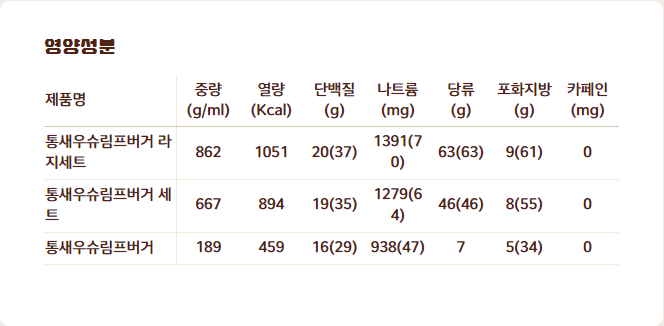 영양성분
제품명 중량 (g/ml) 열량 (Kcal) 단백질 (g) 나트륨 (mg) 당류 (g) 포화지방 (g) 카페인 (mg)
통새우슈림프버거 라
지세트 862 1051 20(37) 1391(7
0) 63(63) 9(61) 0
통새우슈림프버거 세
트 667 894 19(35) 1279(6
4) 46(46) 8(55) 0
통새우슈림프버거 189 459 16(29) 938(47) 7 5(34) 0